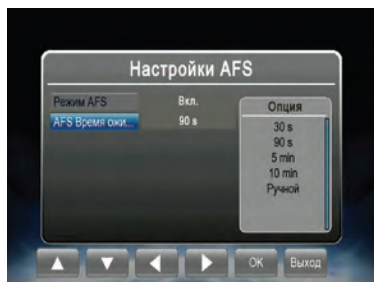 Настройки AFS
Режим AFS Вкл.
AFS Время ожи... 90 s
Опция
30 s
90 s
5 min
10 min
Ручной
OK Выход